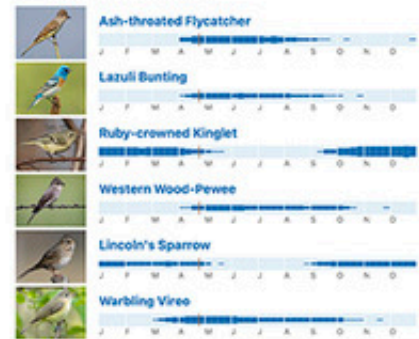 Ash-throated Flycatcher
J F M A M J J A S O N D
Lazuli Bunting
J F M A M J J A S O N D
Ruby-crowned Kinglet
J F M A M J J A S O N D
Western Wood-Pewee
J F M A M J J A S O N D
Lincoln's Sparrow
J F M A M J J A S O N D
Warbling Vireo
J F M A M J J A S O N D